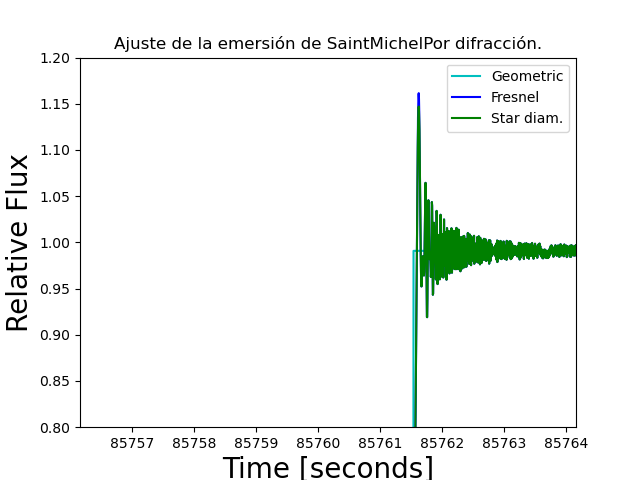 Ajuste de la emersión de SaintMichelPor difracción.
Geometric
Fresnel
Star diam.
Relative Flux
1.20
1.15
1.10
1.05
1.00
0.95
0.90
0.85
0.80
85757 85758 85759 85760 85761 85762 85763 85764
Time [seconds]